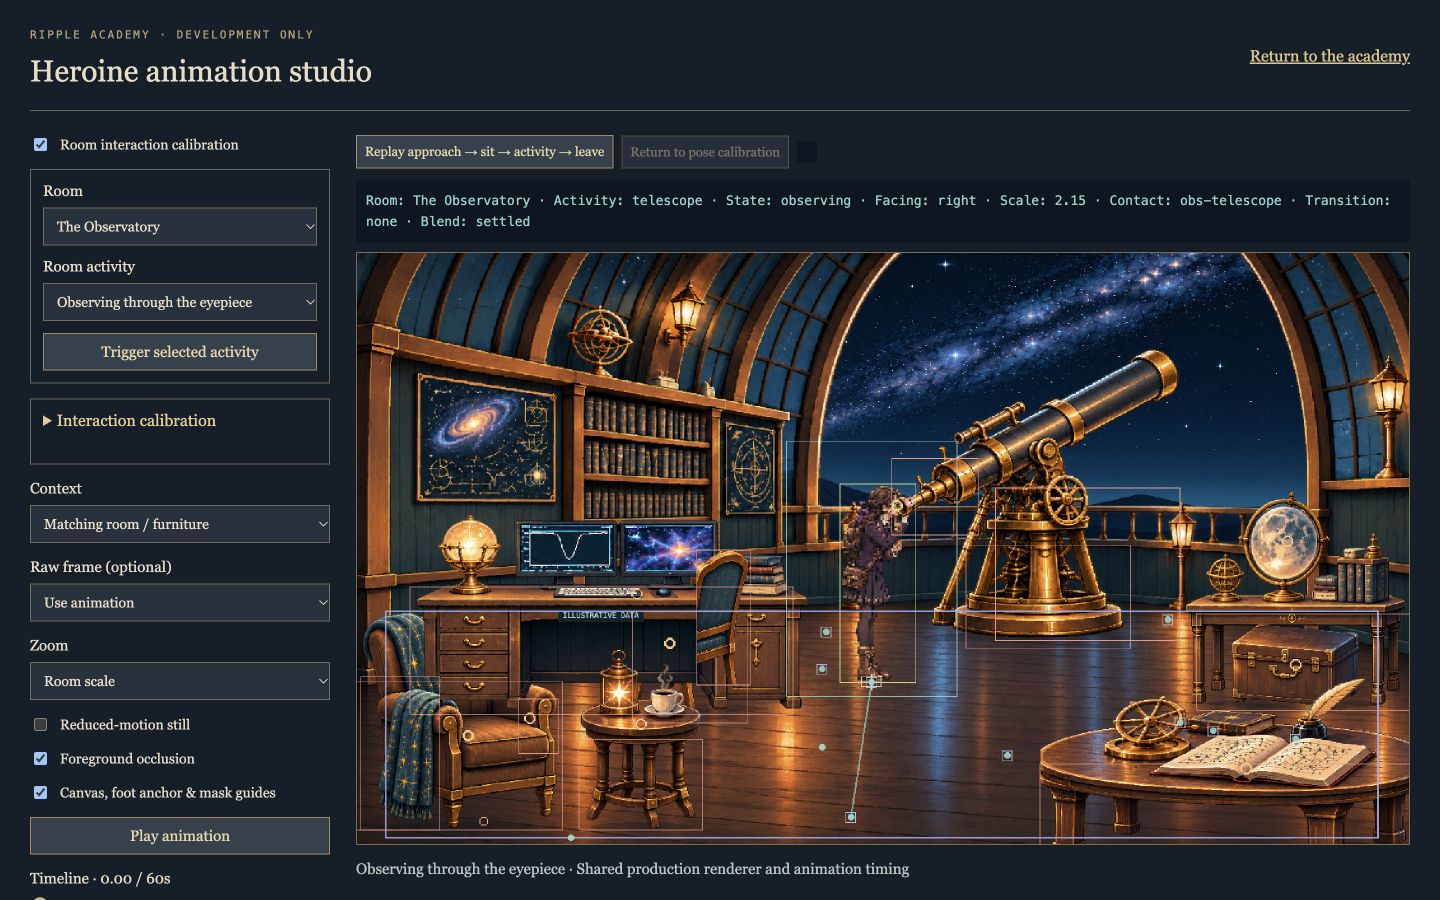 RIPPLE ACADEMY · DEVELOPMENT ONLY
Heroine animation studio
Return to the academy
Room interaction calibration
Room
The Observatory
Room activity
Observing through the eyepiece
Trigger selected activity
Interaction calibration
Context
Matching room / furniture
Raw frame (optional)
Use animation
Zoom
Room scale
Reduced-motion still
Foreground occlusion
Canvas, foot anchor & mask guides
Play animation
Timeline · 0.00 / 60s
Replay approach → sit → activity → leave
Return to pose calibration
Room: The Observatory · Activity: telescope · State: observing · Facing: right · Scale: 2.15 · Contact: obs-telescope · Transition:
none · Blend: settled
ILLUSTRATIVE DATA
Observing through the eyepiece · Shared production renderer and animation timing